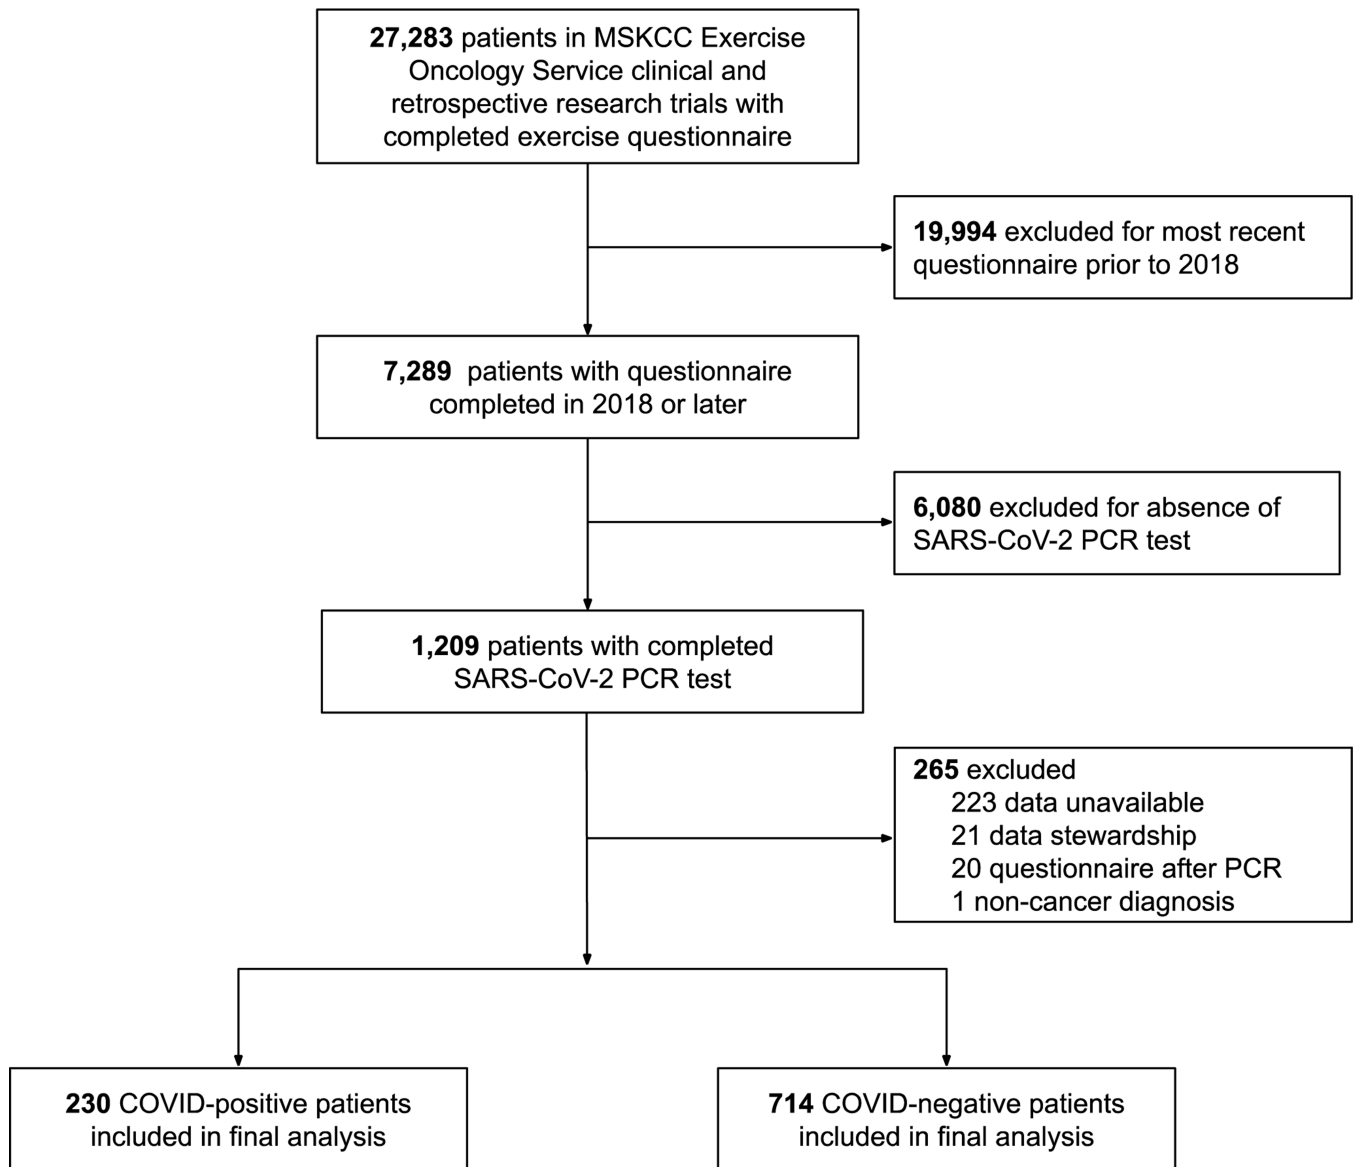 27,283 patients in MSKCC Exercise
Oncology Service clinical and
retrospective research trials with
completed exercise questionnaire
19,994 excluded for most recent
questionnaire prior to 2018
7,289 patients with questionnaire
completed in 2018 or later
6,080 excluded for absence of
SARS-CoV-2 PCR test
1,209 patients with completed
SARS-CoV-2 PCR test
265 excluded
223 data unavailable
21 data stewardship
20 questionnaire after PCR
1 non-cancer diagnosis
230 COVID-positive patients
included in final analysis
714 COVID-negative patients
included in final analysis